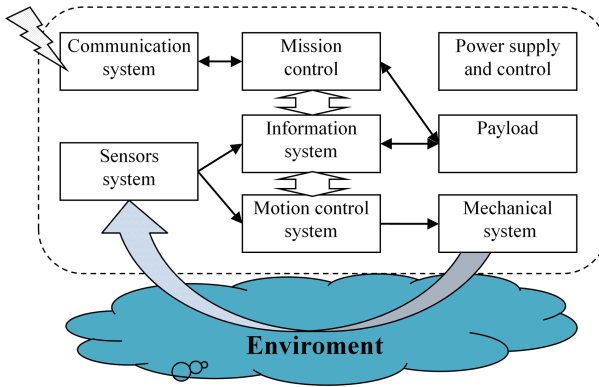 Communication
system
Mission
control
Power supply
and control
Sensors
system
Information
system
Payload
Motion control
system
Mechanical
system
Enviroment